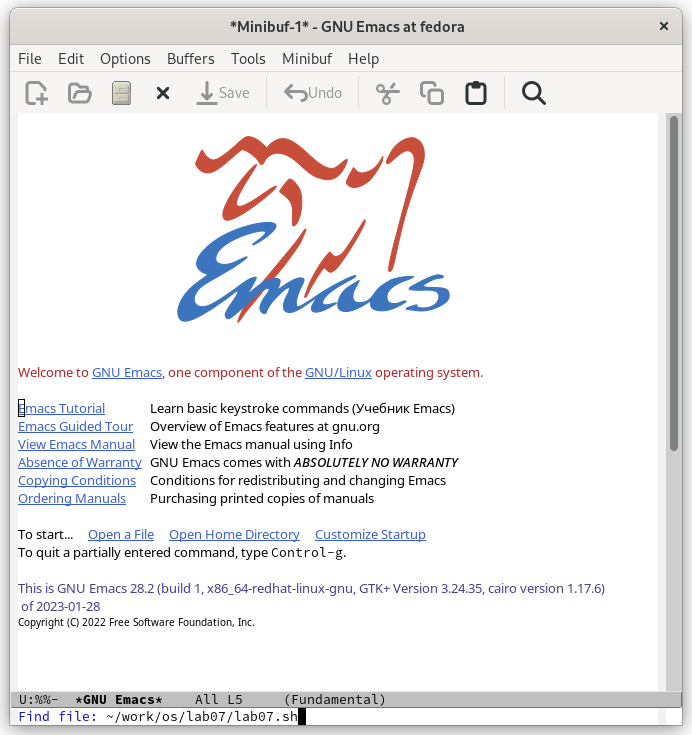 *Minibuf-1* - GNU Emacs at fedora
File Edit Options Buffers Tools Minibuf Help
Save Undo
Emacs
Welcome to GNU Emacs, one component of the GNU/Linux operating system.
Emacs Tutorial Learn basic keystroke commands (Учебник Emacs)
Emacs Guided Tour Overview of Emacs features at gnu.org
View Emacs Manual View the Emacs manual using Info
Absence of Warranty GNU Emacs comes with ABSOLUTELY NO WARRANTY
Copying Conditions Conditions for redistributing and changing Emacs
Ordering Manuals Purchasing printed copies of manuals
To start... Open a File Open Home Directory Customize Startup
To quit a partially entered command, type Control-g.
This is GNU Emacs 28.2 (build 1, x86_64-redhat-linux-gnu, GTK+ Version 3.24.35, cairo version 1.17.6)
of 2023-01-28
Copyright (C) 2022 Free Software Foundation, Inc.
U:%%- *GNU Emacs* All L5 (Fundamental)
Find file: ~/work/os/lab07/lab07.sh